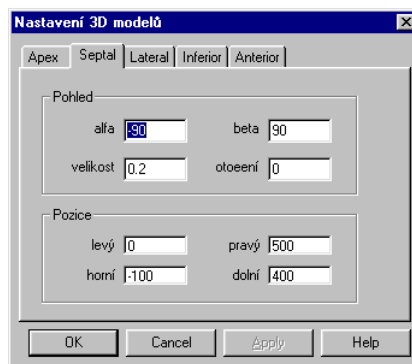 Nastavení 3D modelů
Apex Septal Lateral Inferior Anterior
Pohled
alfa -90 beta 90
velikost 0.2 otoeení 0
Pozice
levý 0 pravý 500
horní -100 dolní 400
OK Cancel Apply Help